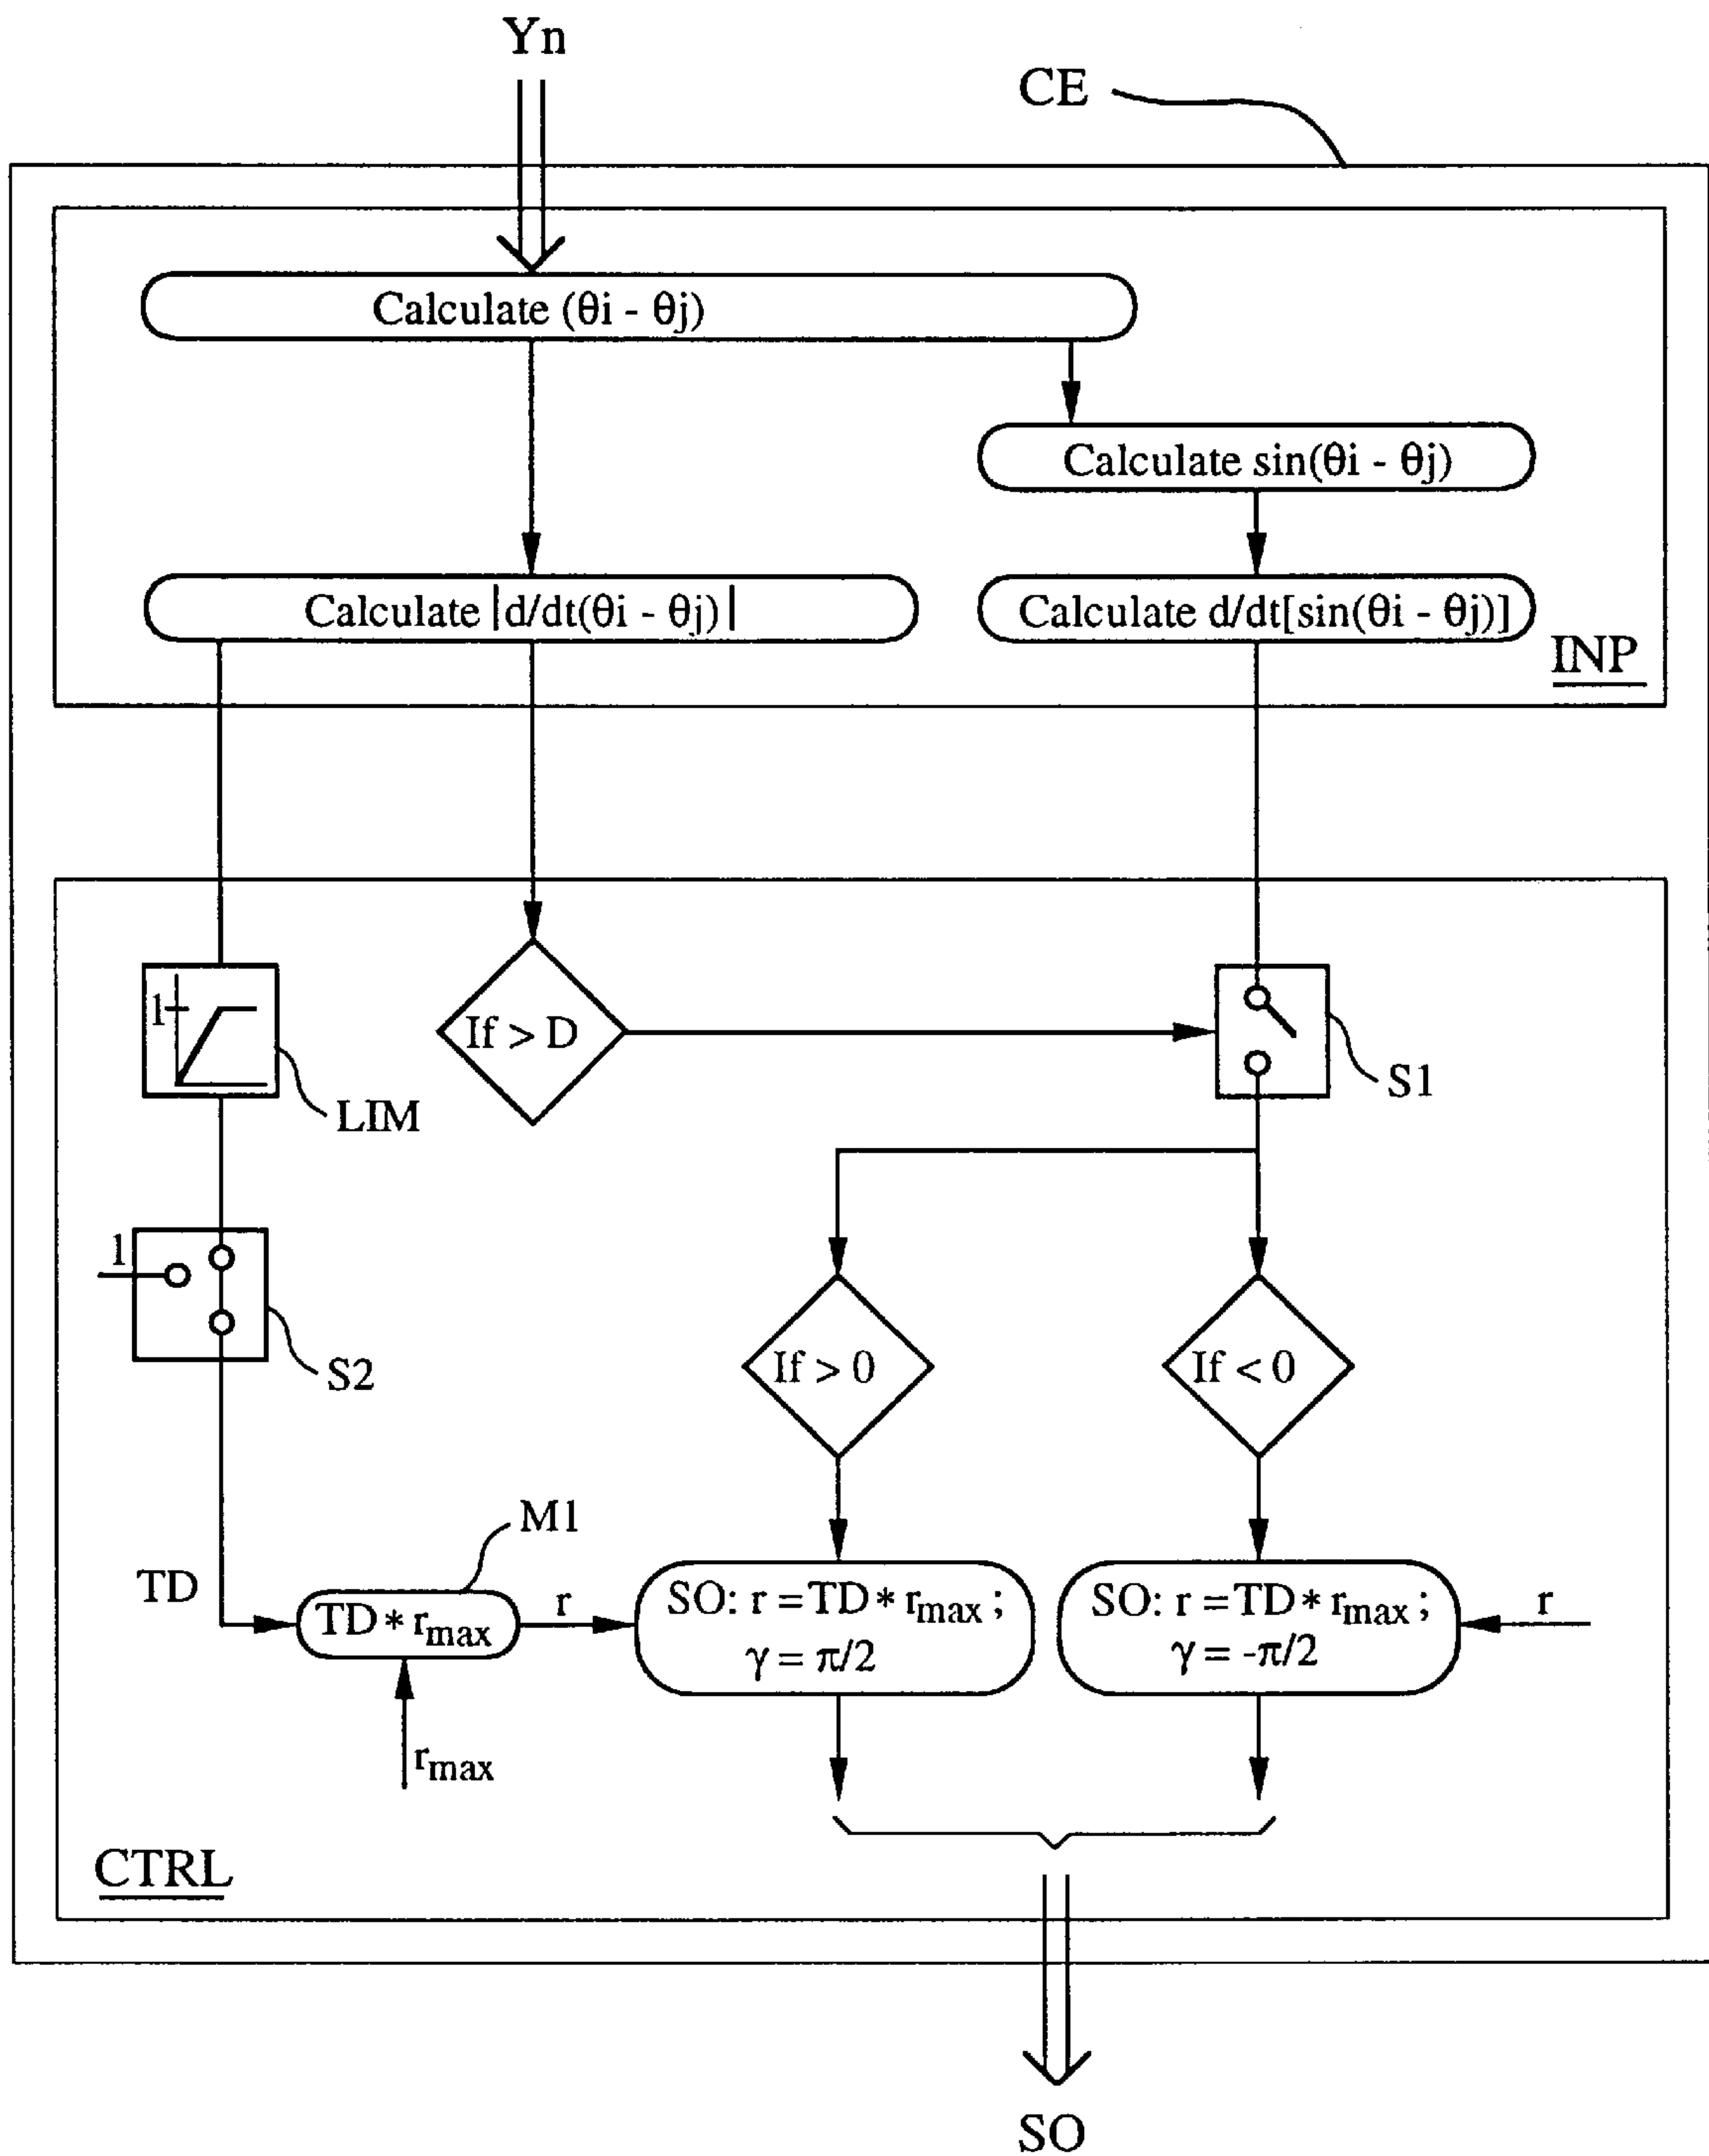 Yn
CE
Calculate (θi - θj)
Calculate sin(θi - θj)
Calculate |d/dt(θi - θj)|
Calculate d/dt[sin(θi - θj)]
INP
1
If > D
LIM
S1
1
S2
If > 0
If < 0
M1
TD
TD * rmax
r
SO: r = TD * rmax ;
γ = π/2
SO: r = TD * rmax ;
γ = -π/2
r
rmax
CTRL
SO